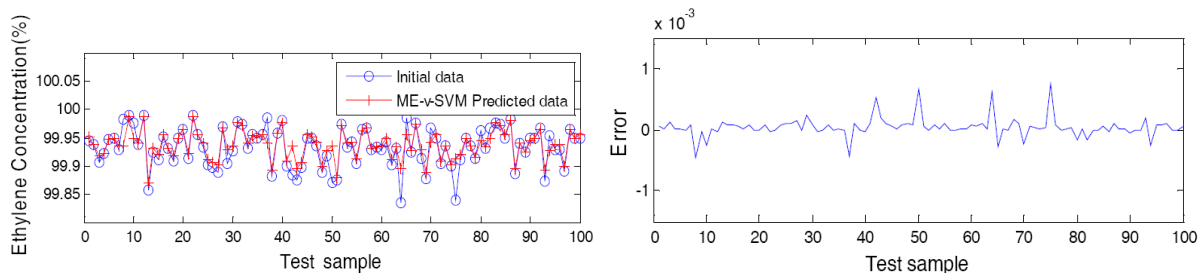 Ethylene Concentration(%)
100.05
100
99.95
99.9
99.85
0 10 20 30 40 50 60 70 80 90 100
Test sample
Initial data
ME-v-SVM Predicted data
x 10⁻³
Error
1
0
-1
0 10 20 30 40 50 60 70 80 90 100
Test sample